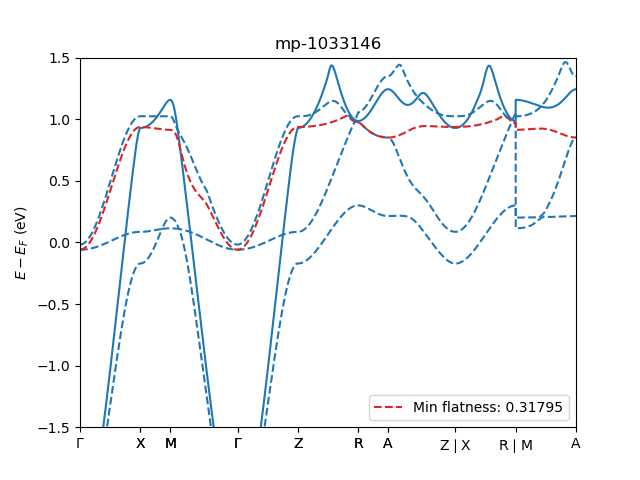 mp-1033146
1.5
1.0
0.5
0.0
−0.5
−1.0
−1.5
E − E_F (eV)
Min flatness: 0.31795
Γ X M Γ Z R A Z | X R | M A